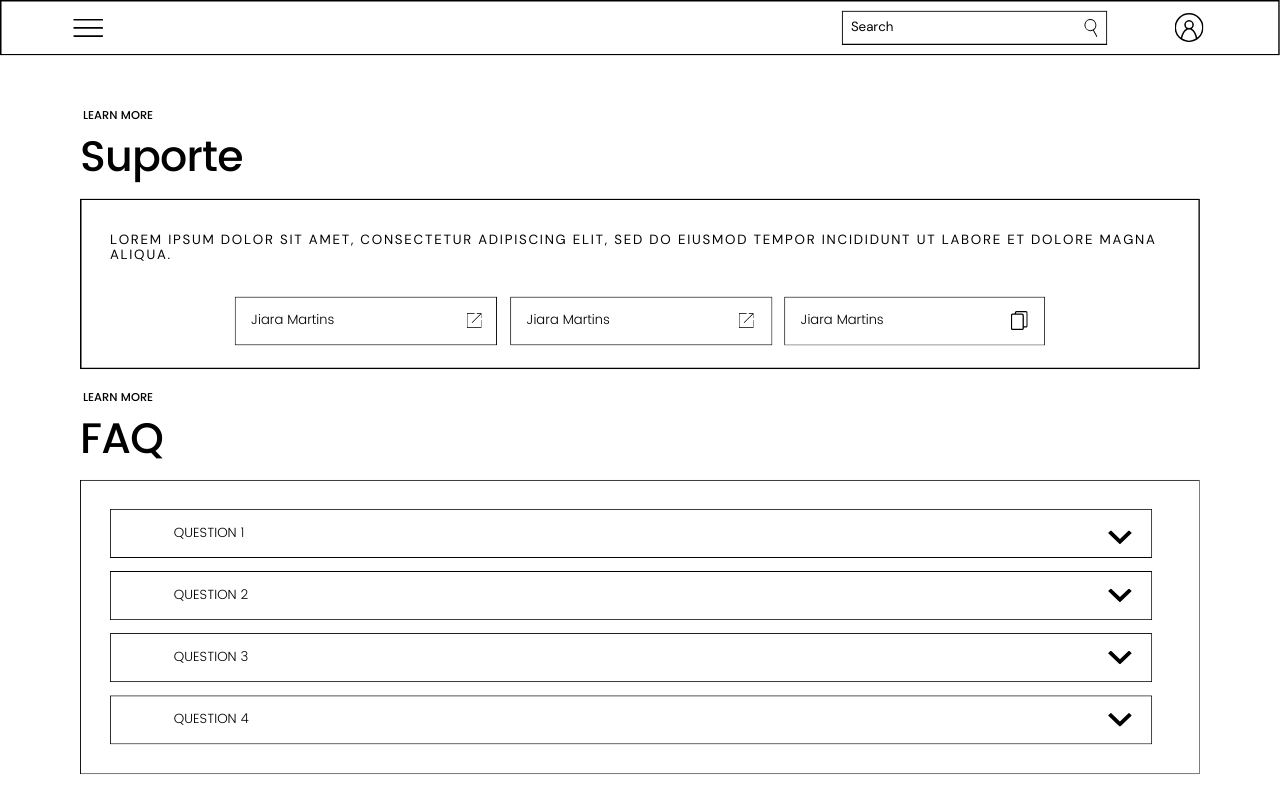 Search
LEARN MORE
Suporte
LOREM IPSUM DOLOR SIT AMET, CONSECTETUR ADIPISCING ELIT, SED DO EIUSMOD TEMPOR INCIDIDUNT UT LABORE ET DOLORE MAGNA
ALIQUA.
Jiara Martins
Jiara Martins
Jiara Martins
LEARN MORE
FAQ
QUESTION 1
QUESTION 2
QUESTION 3
QUESTION 4